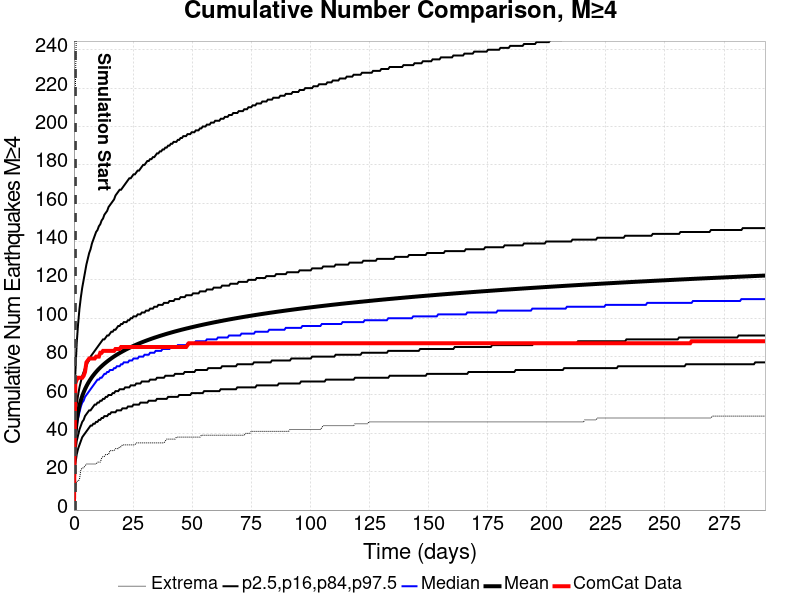 Cumulative Number Comparison, M≥4
Cumulative Num Earthquakes M≥4
240
220
200
180
160
140
120
100
80
60
40
20
0
Simulation Start
0 25 50 75 100 125 150 175 200 225 250 275
Time (days)
Extrema p2.5,p16,p84,p97.5 Median Mean ComCat Data